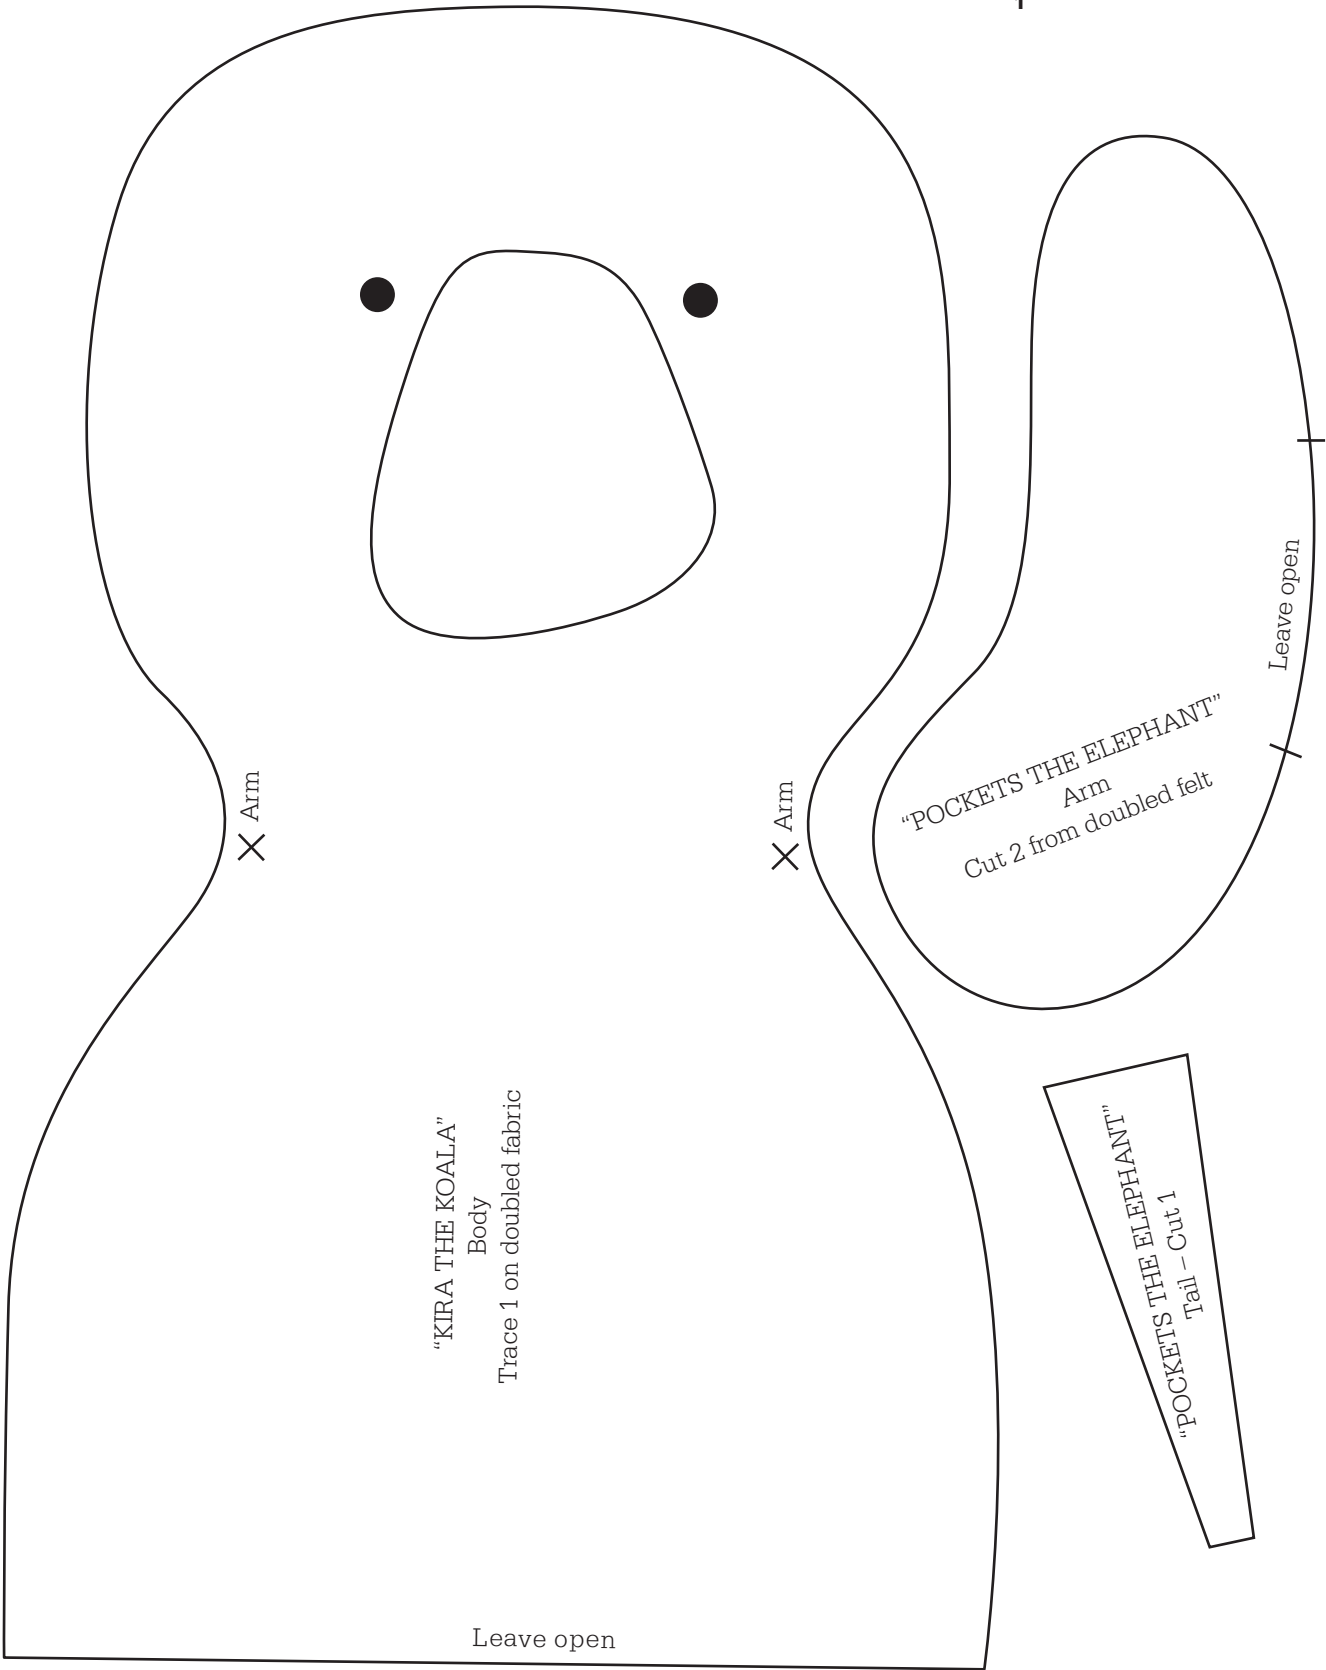 Leave open
“POCKETS THE ELEPHANT”
Arm
Cut 2 from doubled felt
Arm
Arm
“KIRA THE KOALA”
Body
Trace 1 on doubled fabric
“POCKETS THE ELEPHANT”
Tail – Cut 1
Leave open